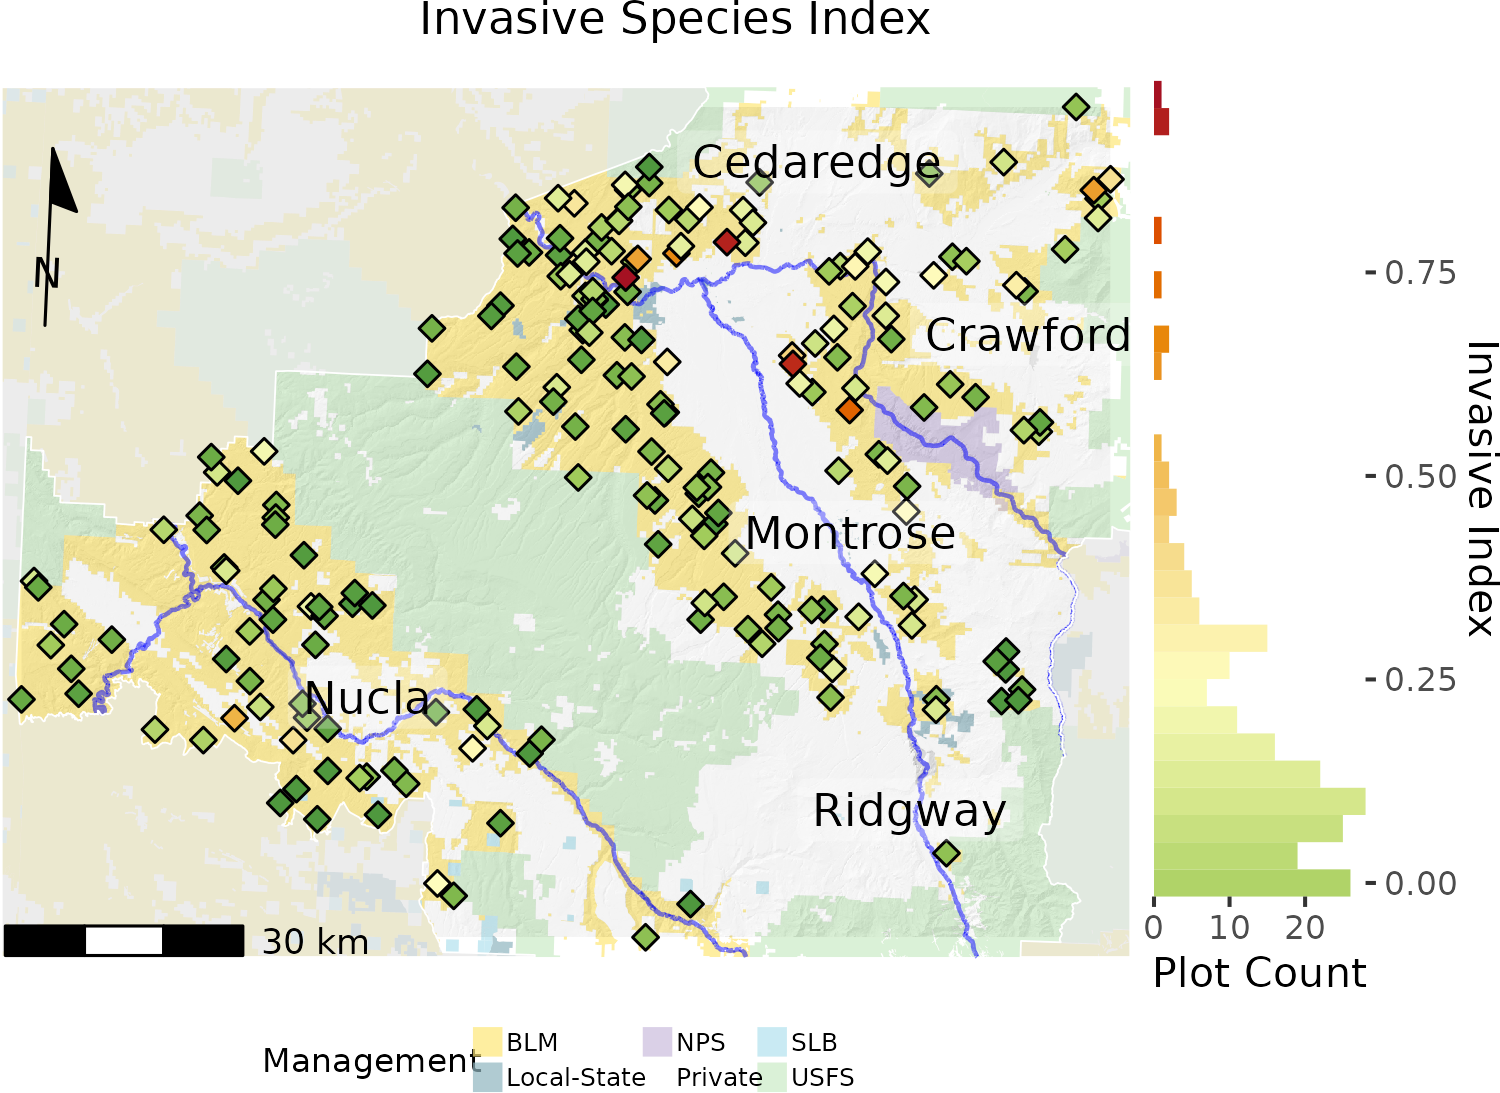 Invasive Species Index
Cedaredge
N
Crawford
Montrose
Nucla
Ridgway
30 km
0.75
0.50
0.25
0.00
Invasive Index
0 10 20
Plot Count
Management
BLM NPS SLB
Local-State Private USFS